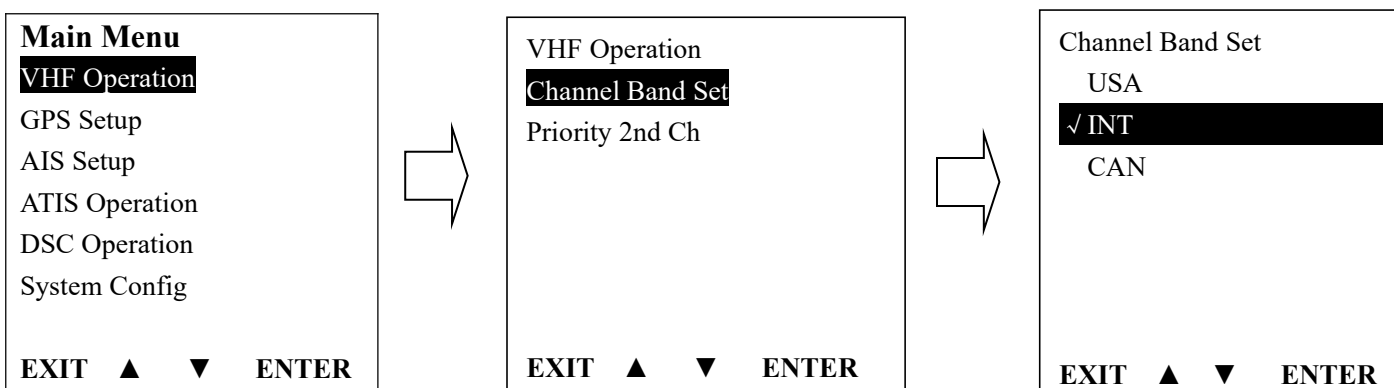 Main Menu
VHF Operation
GPS Setup
AIS Setup
ATIS Operation
DSC Operation
System Config
EXIT ▲ ▼ ENTER
VHF Operation
Channel Band Set
Priority 2nd Ch
EXIT ▲ ▼ ENTER
Channel Band Set
USA
√ INT
CAN
EXIT ▲ ▼ ENTER